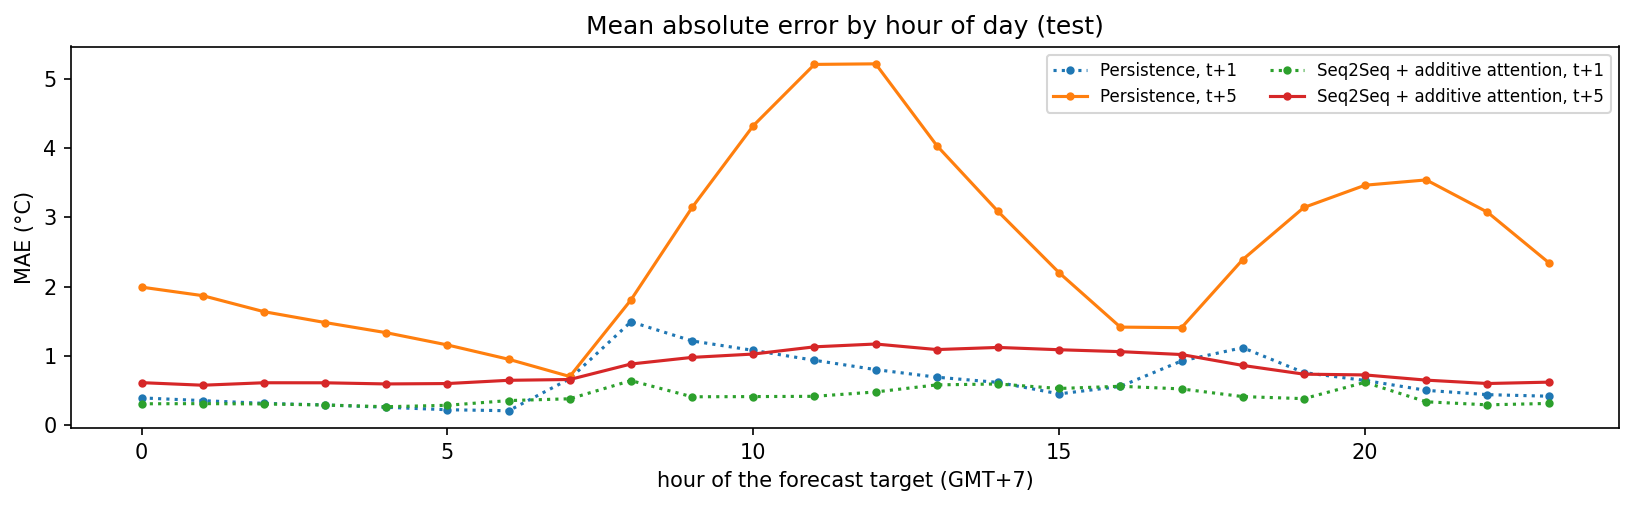 Mean absolute error by hour of day (test)
Persistence, t+1
Persistence, t+5
Seq2Seq + additive attention, t+1
Seq2Seq + additive attention, t+5
MAE (°C)
5
4
3
2
1
0
0 5 10 15 20
hour of the forecast target (GMT+7)